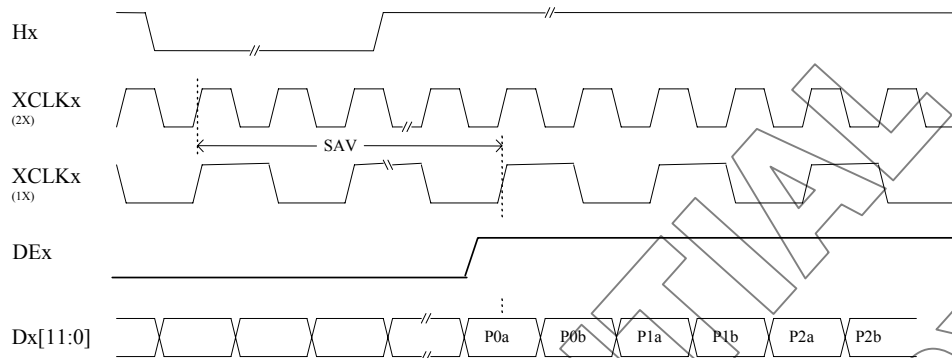 Hx
XCLKx
(2X)
SAV
XCLKx
(1X)
DEx
Dx[11:0] P0a P0b P1a P1b P2a P2b